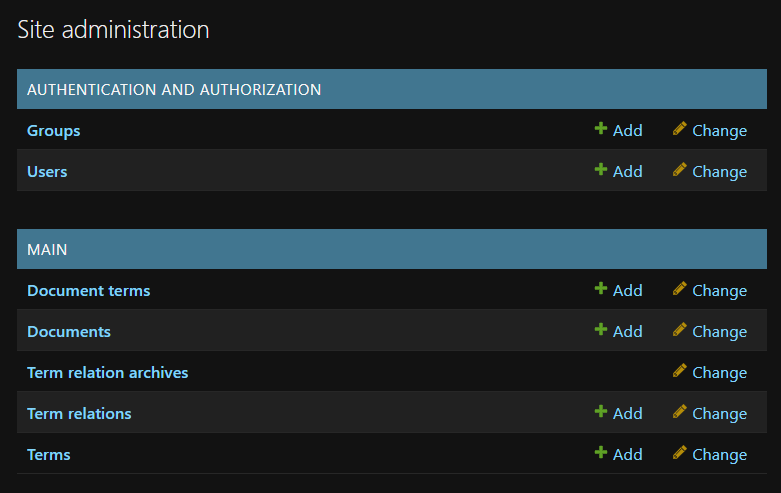 Site administration
AUTHENTICATION AND AUTHORIZATION
Groups Add Change
Users Add Change
MAIN
Document terms Add Change
Documents Add Change
Term relation archives Change
Term relations Add Change
Terms Add Change